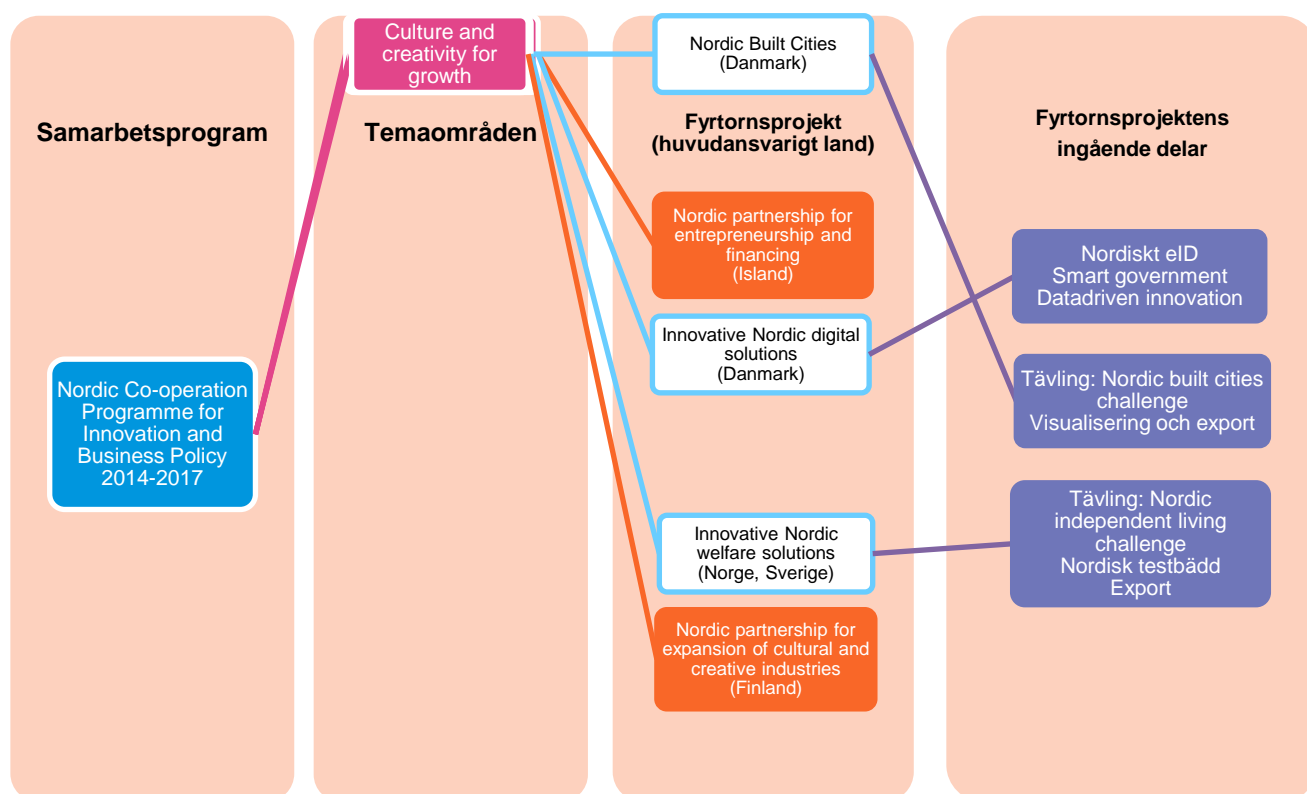 Samarbetsprogram
Nordic Co-operation
Programme for
Innovation and
Business Policy
2014-2017
Temaområden
Culture and
creativity for
growth
Fyrtornsprojekt
(huvudansvarigt land)
Nordic Built Cities
(Danmark)
Nordic partnership for
entrepreneurship and
financing
(Island)
Innovative Nordic digital
solutions
(Danmark)
Innovative Nordic
welfare solutions
(Norge, Sverige)
Nordic partnership for
expansion of cultural and
creative industries
(Finland)
Fyrtornsprojektens
ingående delar
Nordiskt eID
Smart government
Datadriven innovation
Tävling: Nordic built cities
challenge
Visualisering och export
Tävling: Nordic
independent living
challenge
Nordisk testbädd
Export